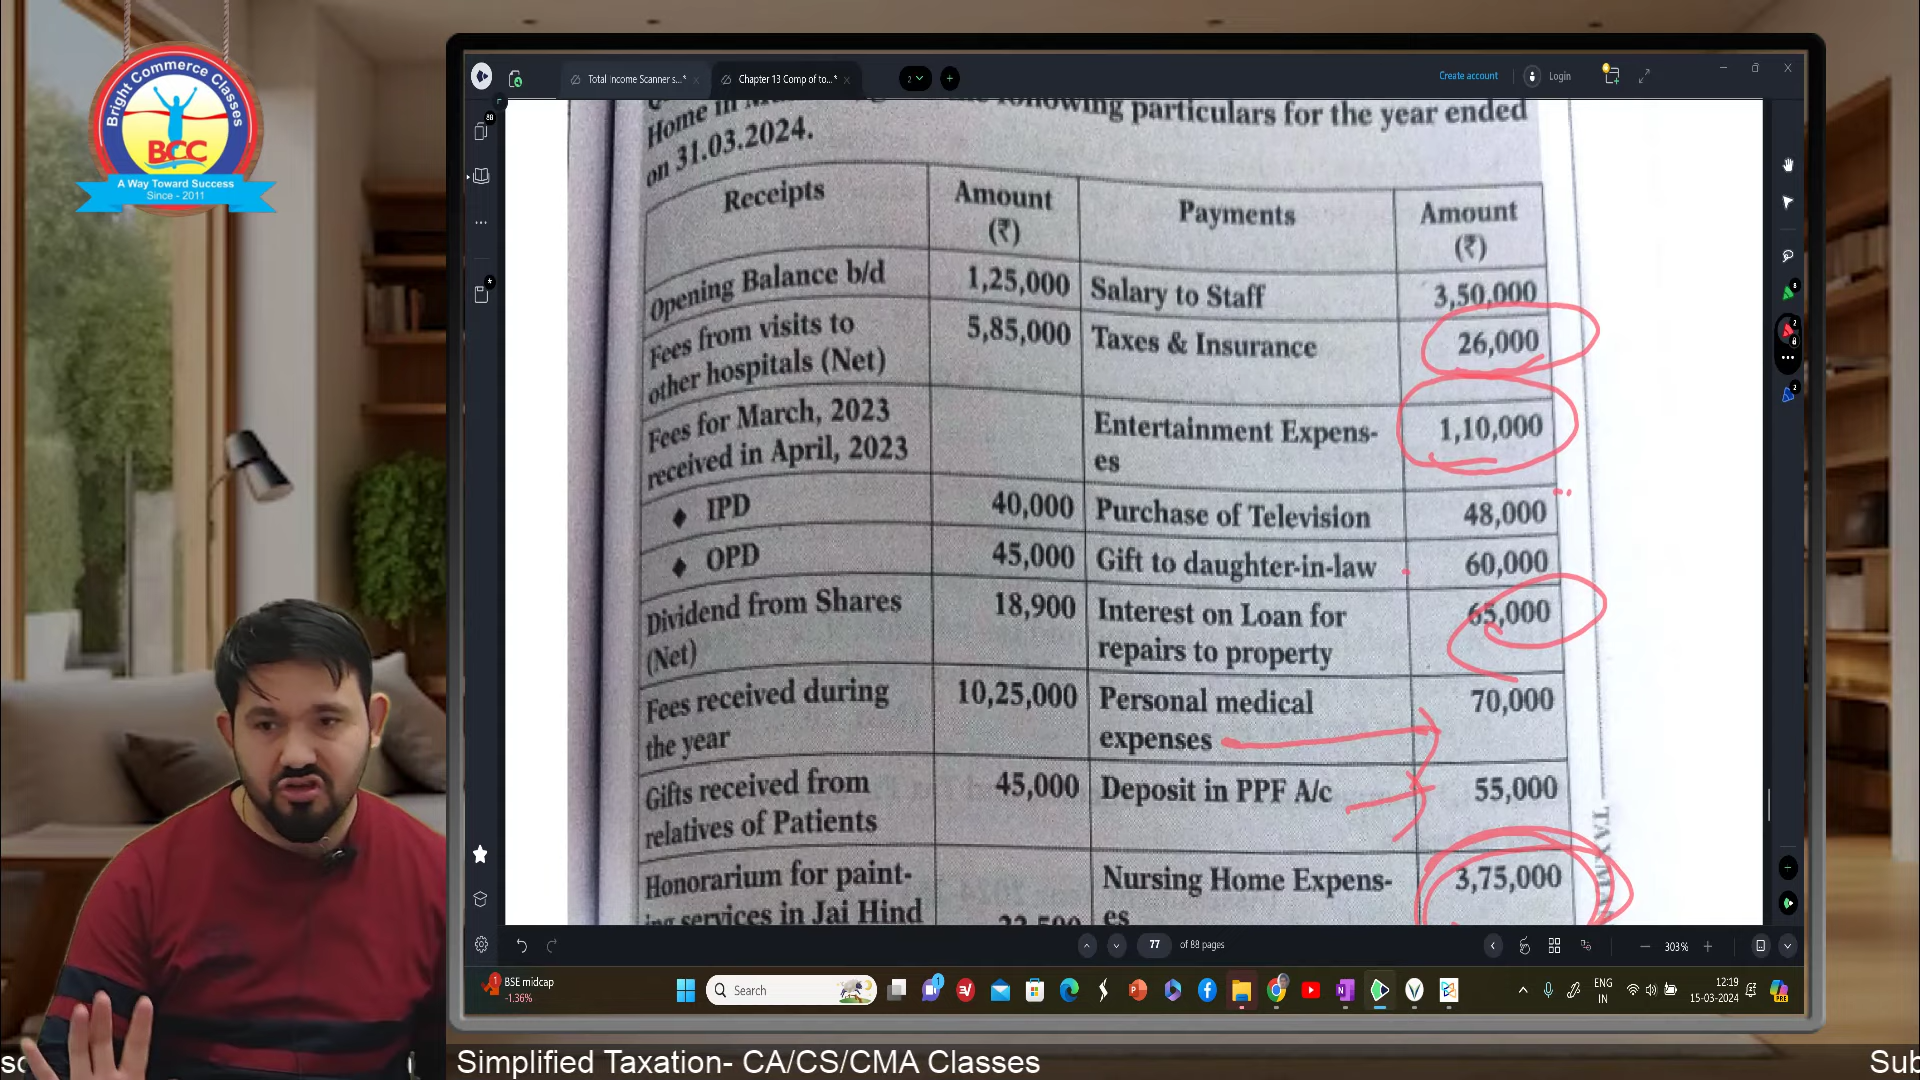 Bright Commerce Classes
BCC
A Way Toward Success
Since - 2011
Total Income Scanner s...*
Chapter 13 Comp of to...*
2
Create account
Login
Home in
following particulars for the year ended
on 31.03.2024.
Receipts
Amount
(₹)
Payments
Amount
(₹)
Opening Balance b/d
1,25,000
Salary to Staff
3,50,000
Fees from visits to
other hospitals (Net)
5,85,000
Taxes & Insurance
26,000
Fees for March, 2023
received in April, 2023
Entertainment Expens-
es
1,10,000
♦ IPD
40,000
Purchase of Television
48,000
♦ OPD
45,000
Gift to daughter-in-law
60,000
Dividend from Shares
(Net)
18,900
Interest on Loan for
repairs to property
65,000
Fees received during
the year
10,25,000
Personal medical
expenses
70,000
Gifts received from
relatives of Patients
45,000
Deposit in PPF A/c
55,000
Honorarium for paint-
ing services in Jai Hind
22,500
Nursing Home Expens-
es
3,75,000
77
of 88 pages
303%
BSE midcap
-1.36%
Search
ENG
IN
12:19
15-03-2024
Simplified Taxation- CA/CS/CMA Classes
Sub